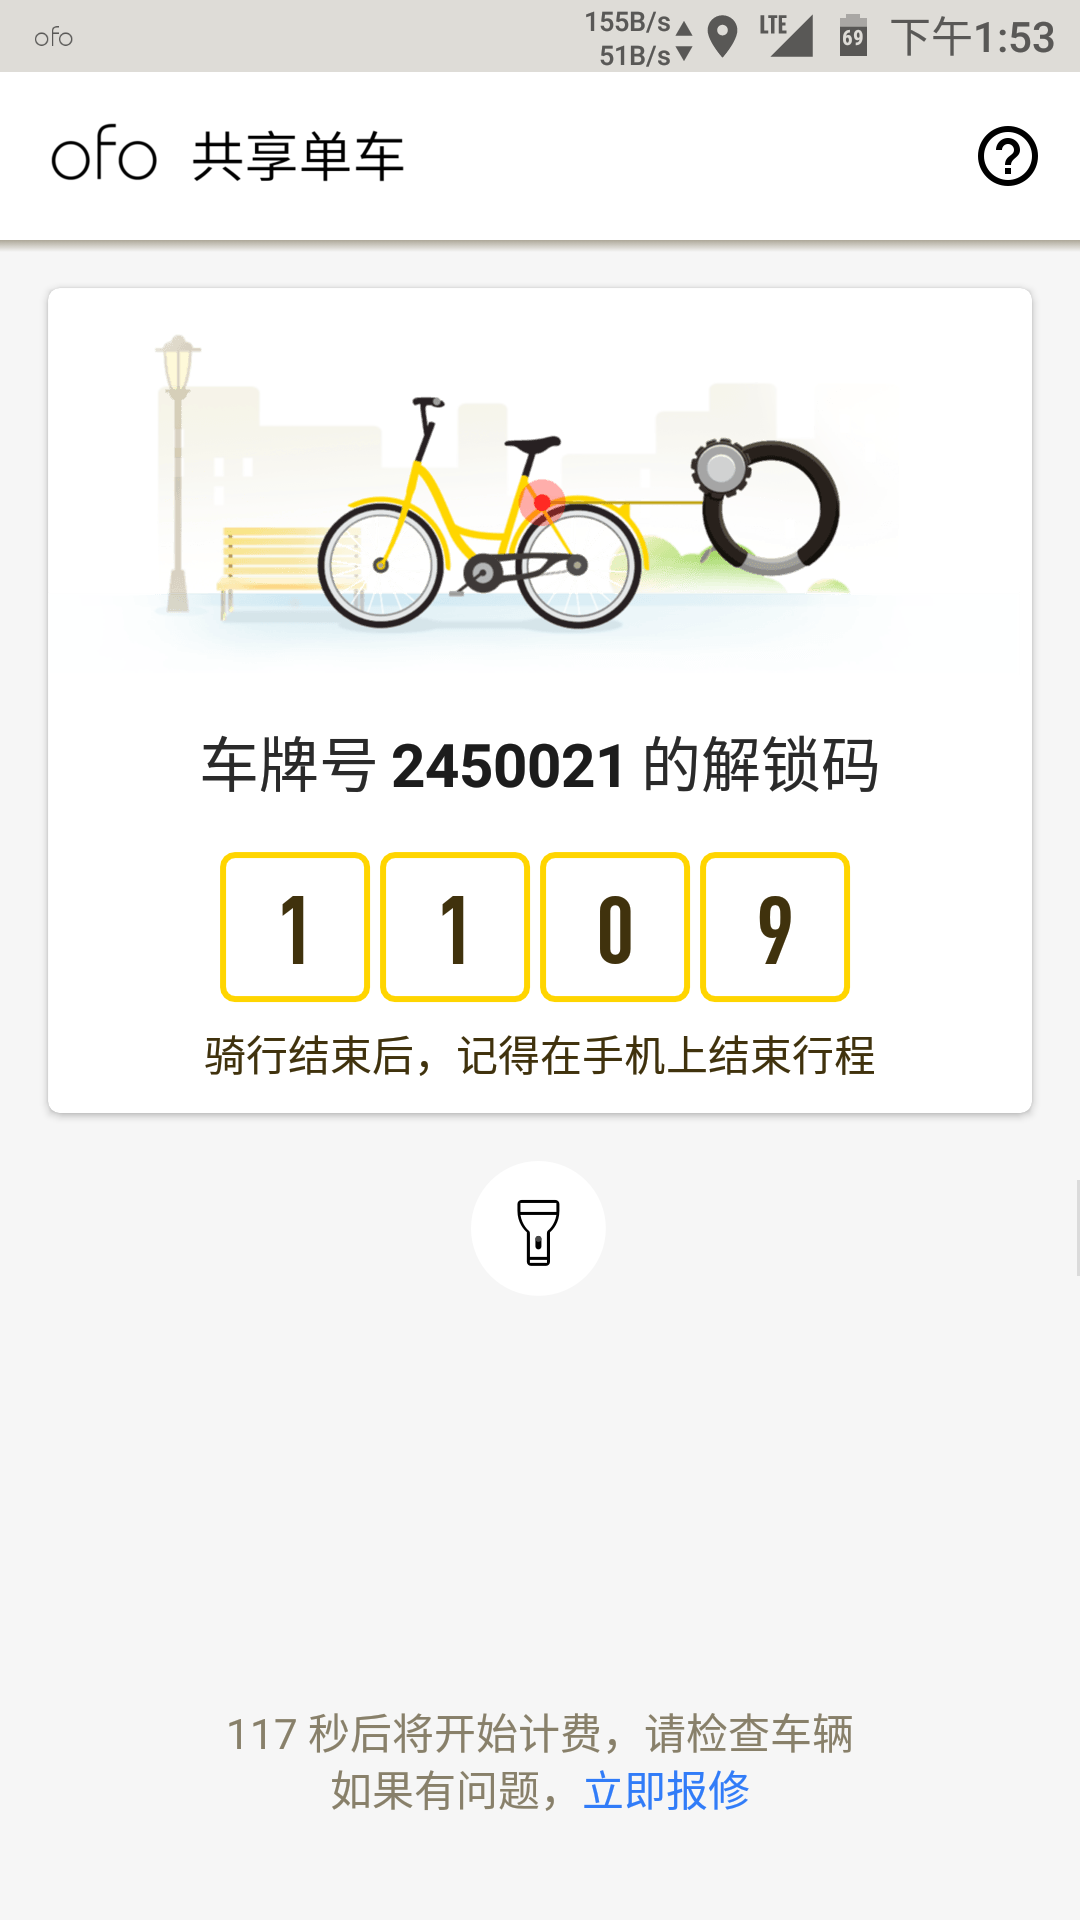 ofo 155B/s LTE 69 下午1:53
51B/s
ofo 共享单车
车牌号 2450021 的解锁码
1 1 0 9
骑行结束后，记得在手机上结束行程
117 秒后将开始计费，请检查车辆
如果有问题，立即报修